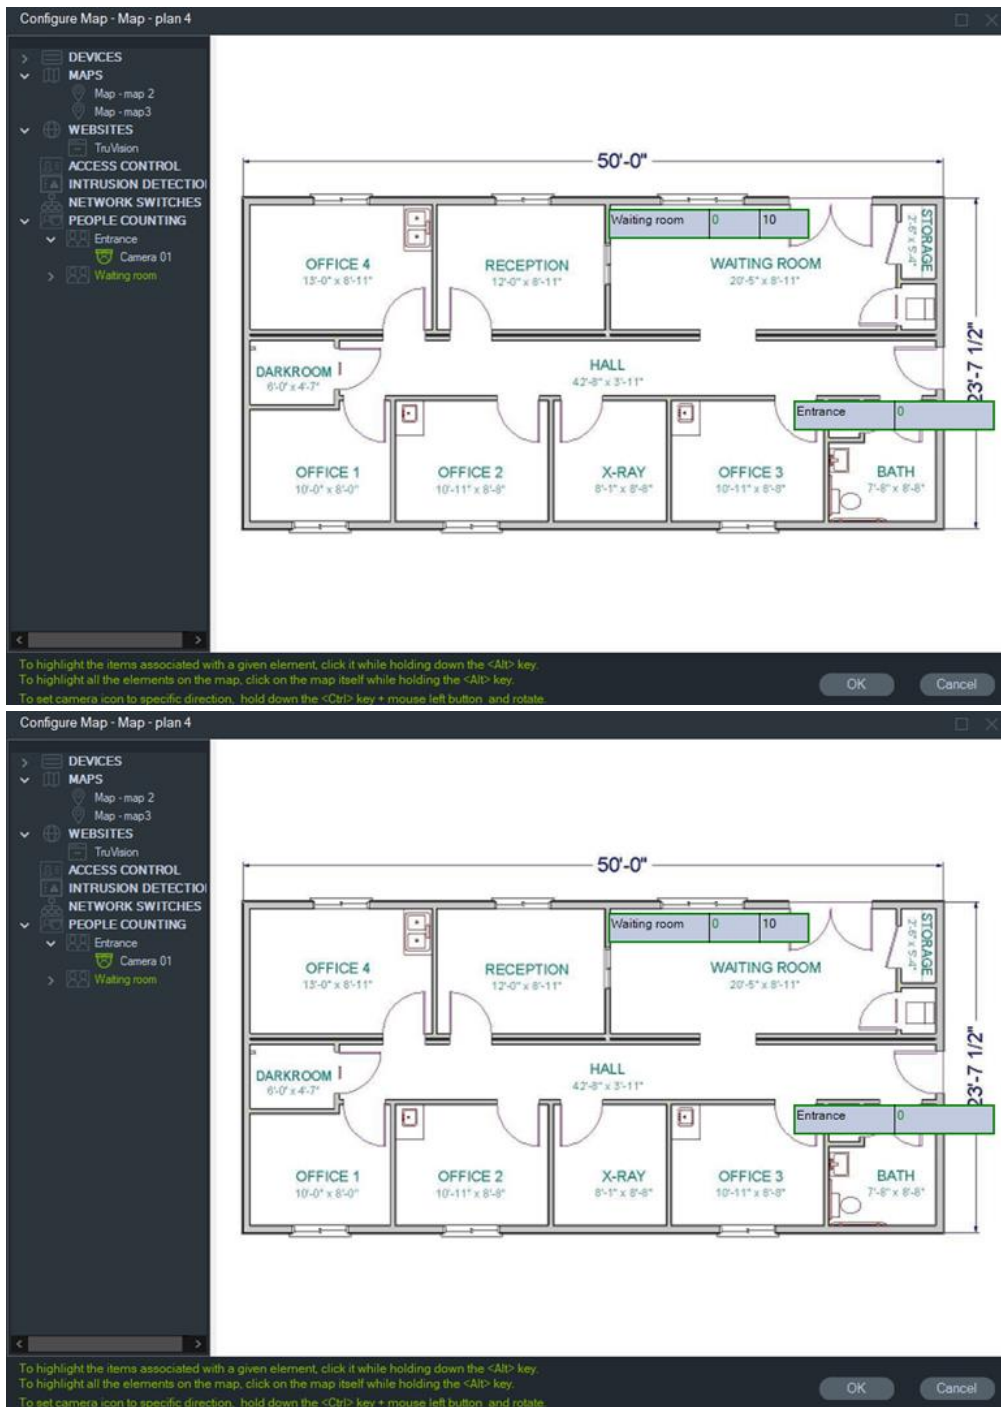 Configure Map - Map - plan 4
DEVICES
MAPS
Map - map 2
Map - map3
WEBSITES
TruVision
ACCESS CONTROL
INTRUSION DETECTIO
NETWORK SWITCHES
PEOPLE COUNTING
Entrance
Camera 01
Waiting room
50'-0"
Waiting room 0 10
OFFICE 4
13'-0" x 8'-11"
RECEPTION
12'-0" x 8'-11"
WAITING ROOM
20'-5" x 8'-11"
STORAGE
2'-8" x 5'-4"
DARKROOM
6'-0" x 4'-7"
HALL
42'-8" x 3'-11"
23'-7 1/2"
Entrance 0
OFFICE 1
10'-0" x 8'-0"
OFFICE 2
10'-11" x 8'-8"
X-RAY
8'-1" x 8'-8"
OFFICE 3
10'-11" x 8'-8"
BATH
7'-8" x 8'-8"
To highlight the items associated with a given element, click it while holding down the <Alt> key.
To highlight all the elements on the map, click on the map itself while holding the <Alt> key.
To set camera icon to specific direction, hold down the <Ctrl> key + mouse left button and rotate.
OK
Cancel
Configure Map - Map - plan 4
DEVICES
MAPS
Map - map 2
Map - map3
WEBSITES
TruVision
ACCESS CONTROL
INTRUSION DETECTIO
NETWORK SWITCHES
PEOPLE COUNTING
Entrance
Camera 01
Waiting room
50'-0"
Waiting room 0 10
OFFICE 4
13'-0" x 8'-11"
RECEPTION
12'-0" x 8'-11"
WAITING ROOM
20'-5" x 8'-11"
STORAGE
2'-8" x 5'-4"
DARKROOM
6'-0" x 4'-7"
HALL
42'-8" x 3'-11"
23'-7 1/2"
Entrance 0
OFFICE 1
10'-0" x 8'-0"
OFFICE 2
10'-11" x 8'-8"
X-RAY
8'-1" x 8'-8"
OFFICE 3
10'-11" x 8'-8"
BATH
7'-8" x 8'-8"
To highlight the items associated with a given element, click it while holding down the <Alt> key.
To highlight all the elements on the map, click on the map itself while holding the <Alt> key.
To set camera icon to specific direction, hold down the <Ctrl> key + mouse left button and rotate.
OK
Cancel